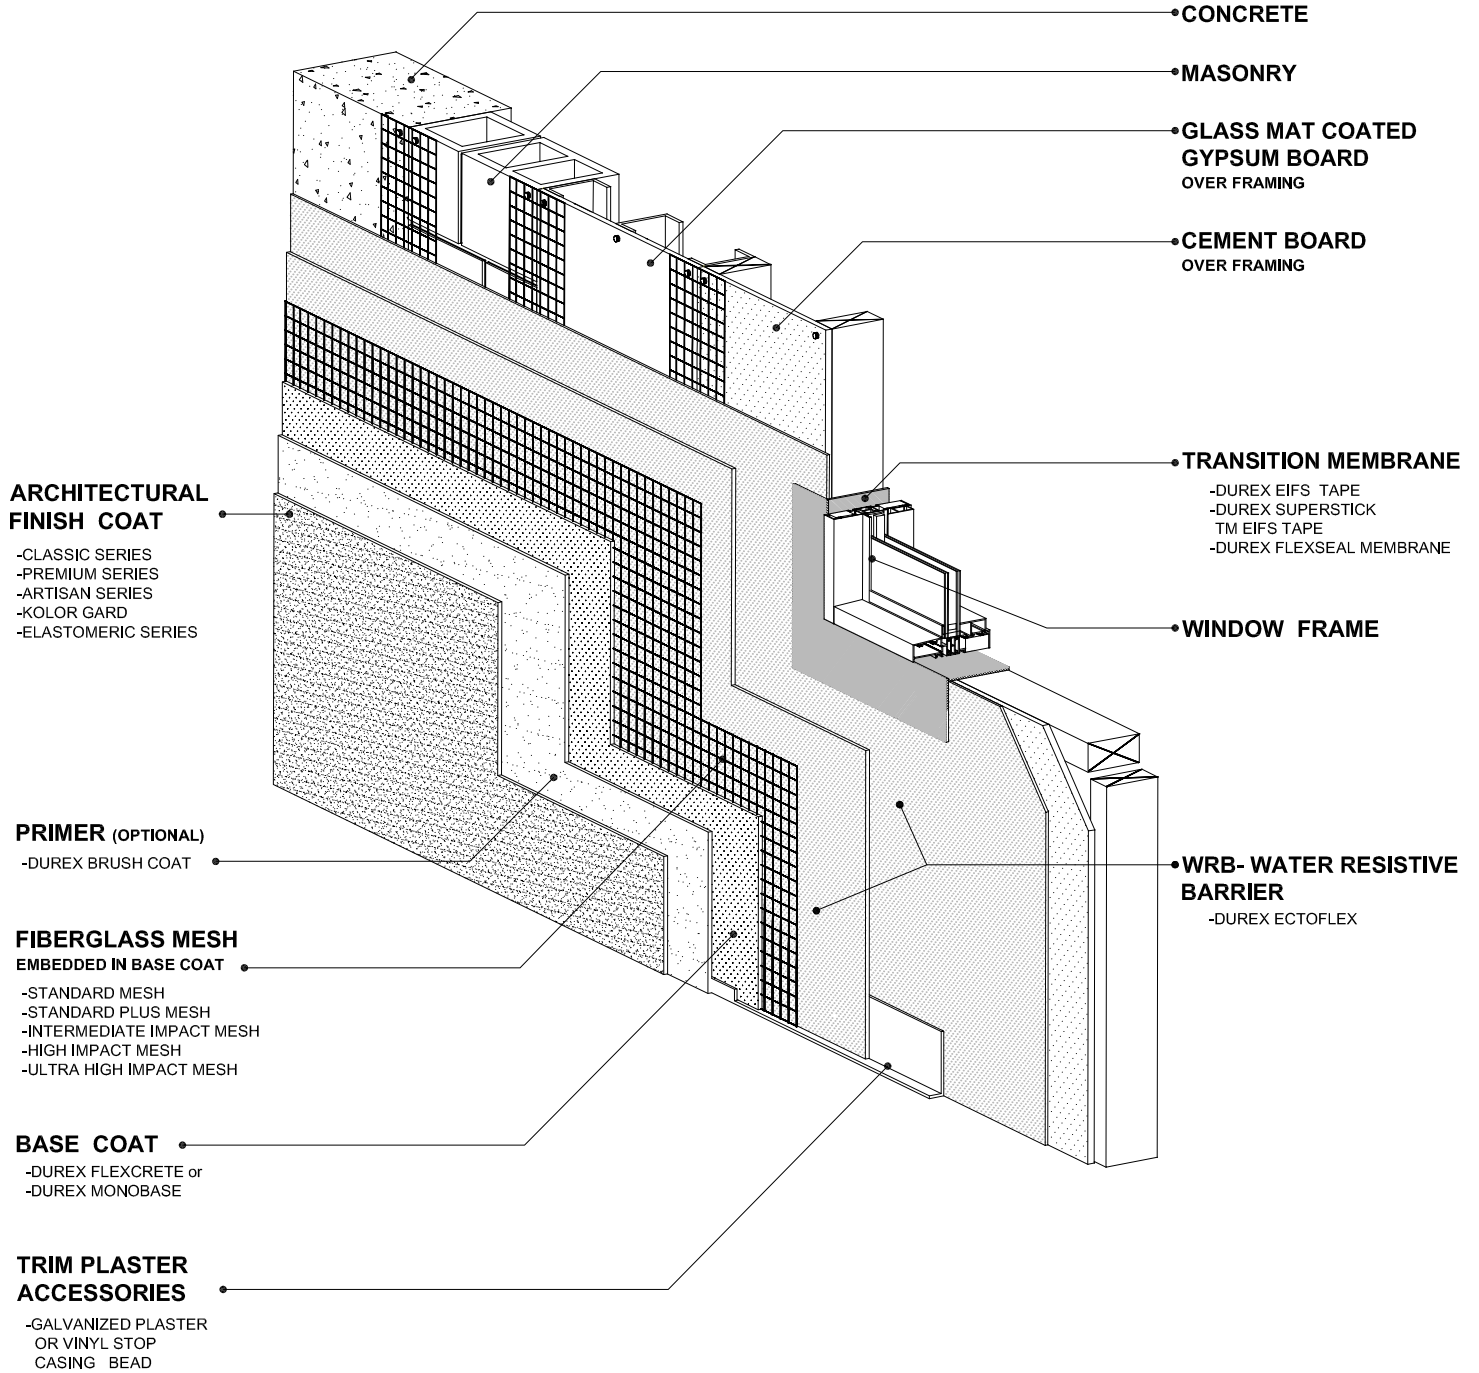 CONCRETE
MASONRY
GLASS MAT COATED
GYPSUM BOARD
OVER FRAMING
CEMENT BOARD
OVER FRAMING
TRANSITION MEMBRANE
-DUREX EIFS TAPE
-DUREX SUPERSTICK
TM EIFS TAPE
-DUREX FLEXSEAL MEMBRANE
WINDOW FRAME
WRB- WATER RESISTIVE
BARRIER
-DUREX ECTOFLEX
ARCHITECTURAL
FINISH COAT
-CLASSIC SERIES
-PREMIUM SERIES
-ARTISAN SERIES
-KOLOR GARD
-ELASTOMERIC SERIES
PRIMER (OPTIONAL)
-DUREX BRUSH COAT
FIBERGLASS MESH
EMBEDDED IN BASE COAT
-STANDARD MESH
-STANDARD PLUS MESH
-INTERMEDIATE IMPACT MESH
-HIGH IMPACT MESH
-ULTRA HIGH IMPACT MESH
BASE COAT
-DUREX FLEXCRETE or
-DUREX MONOBASE
TRIM PLASTER
ACCESSORIES
-GALVANIZED PLASTER
OR VINYL STOP
CASING BEAD